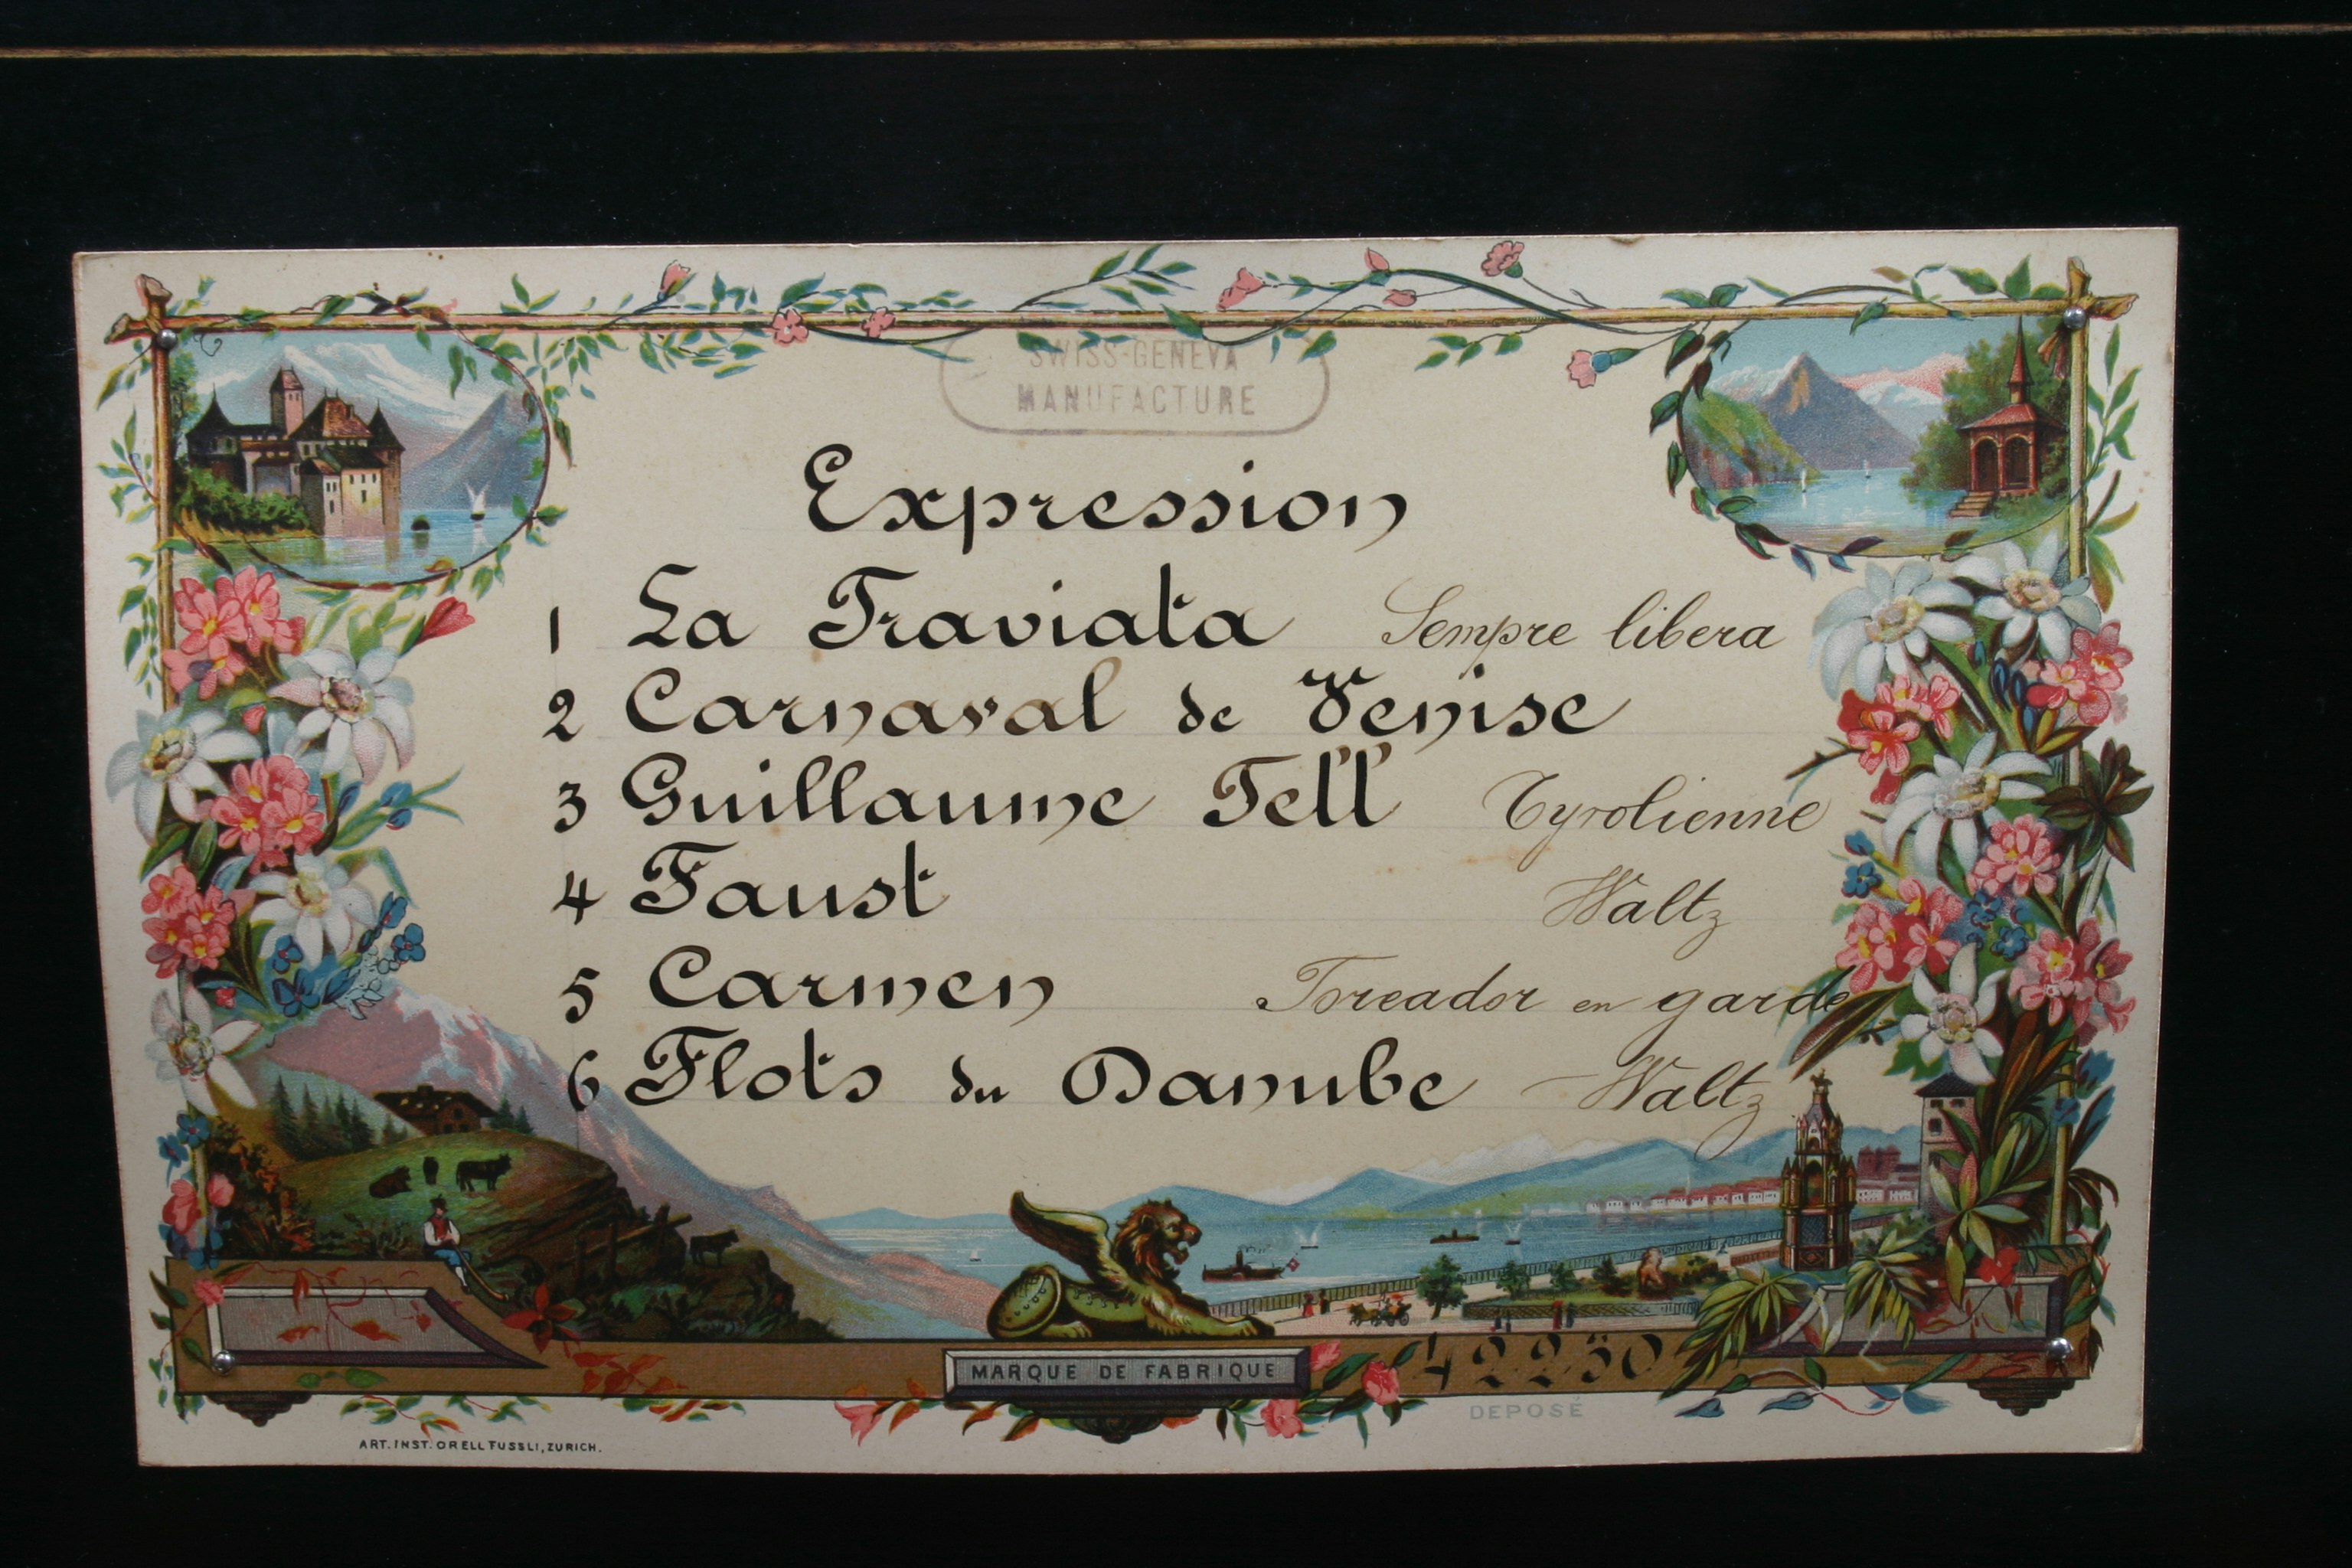 SWISS-GENEVA
MANUFACTURE
Expression
1 La Traviata Sempre libera
2 Carnaval de Venise
3 Guillaume Tell Tyrolienne
4 Faust Waltz
5 Carmen Toreador en garde
6 Flots du Danube Waltz
MARQUE DE FABRIQUE
42250
DEPOSÉ
ART. INST. ORELL FUSSLI, ZURICH.